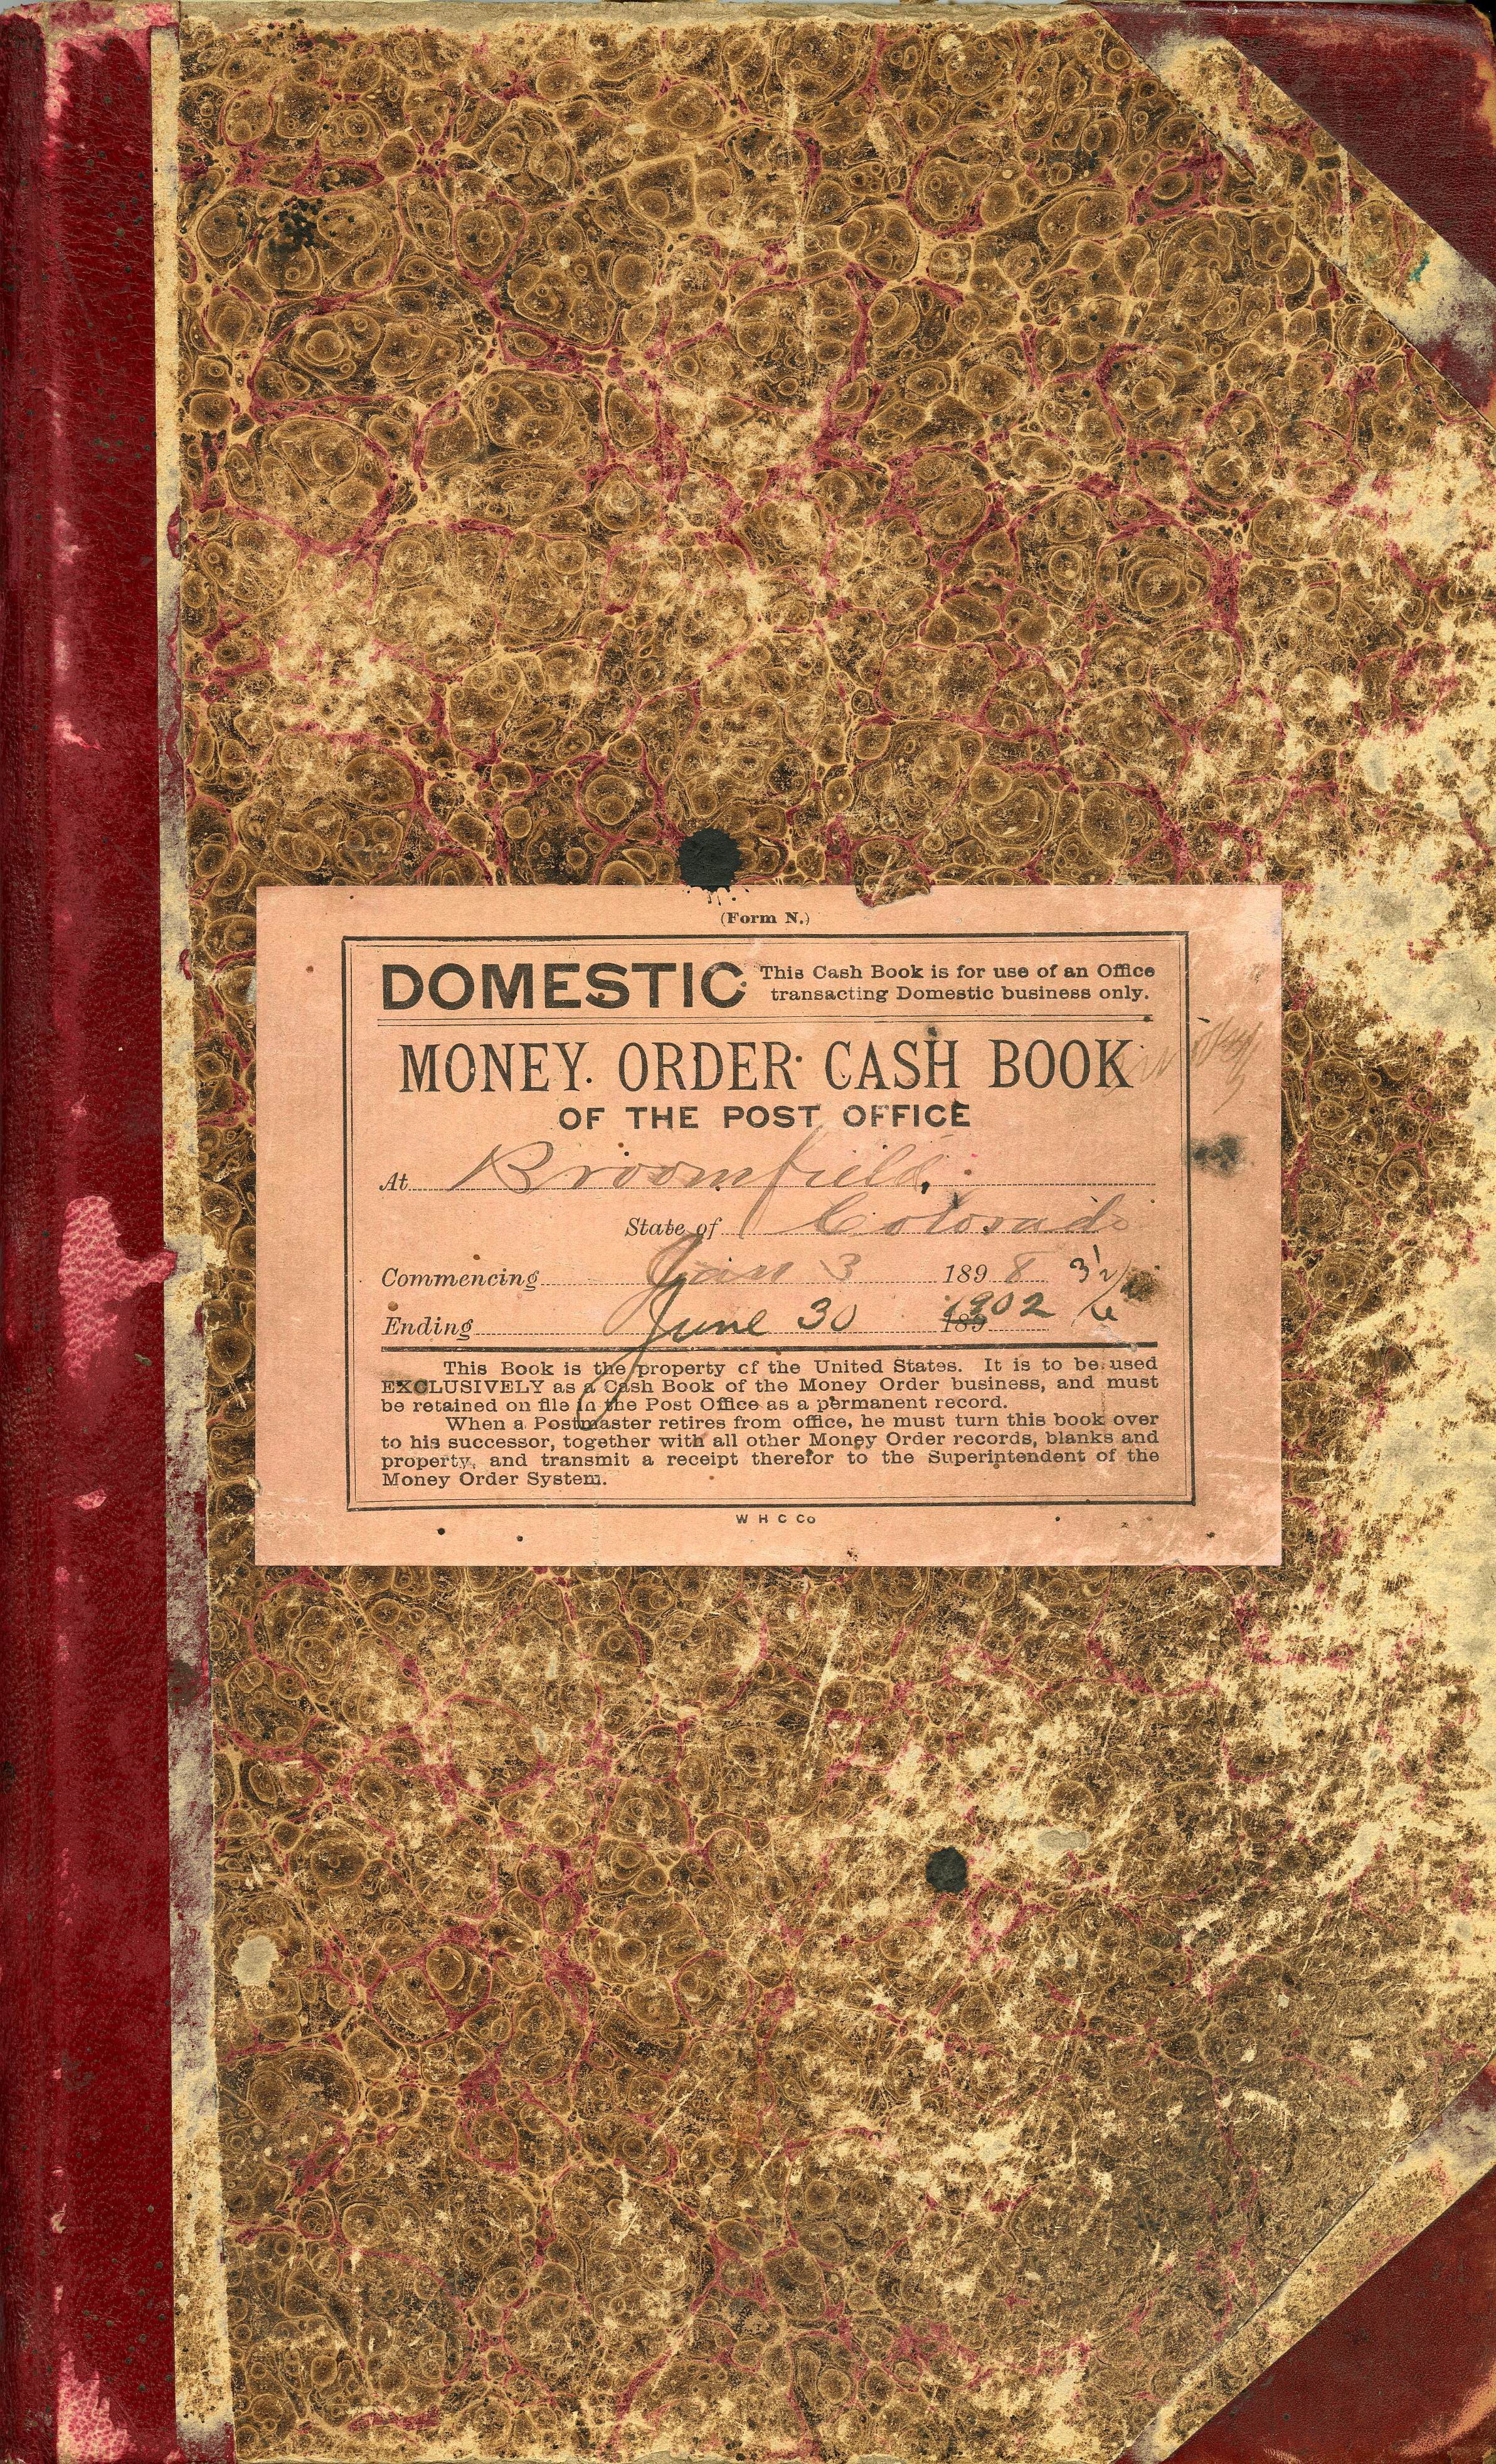 (Form N.)
DOMESTIC This Cash Book is for use of an Office
transacting Domestic business only.
MONEY ORDER CASH BOOK
OF THE POST OFFICE
At Broomfield,
State of Colorado
Commencing Jan 3 1898 3 1/2
Ending June 30 189 1902
This Book is the property of the United States. It is to be used
EXCLUSIVELY as a Cash Book of the Money Order business, and must
be retained on file in the Post Office as a permanent record.
When a Postmaster retires from office, he must turn this book over
to his successor, together with all other Money Order records, blanks and
property, and transmit a receipt therefor to the Superintendent of the
Money Order System.
W H C Co